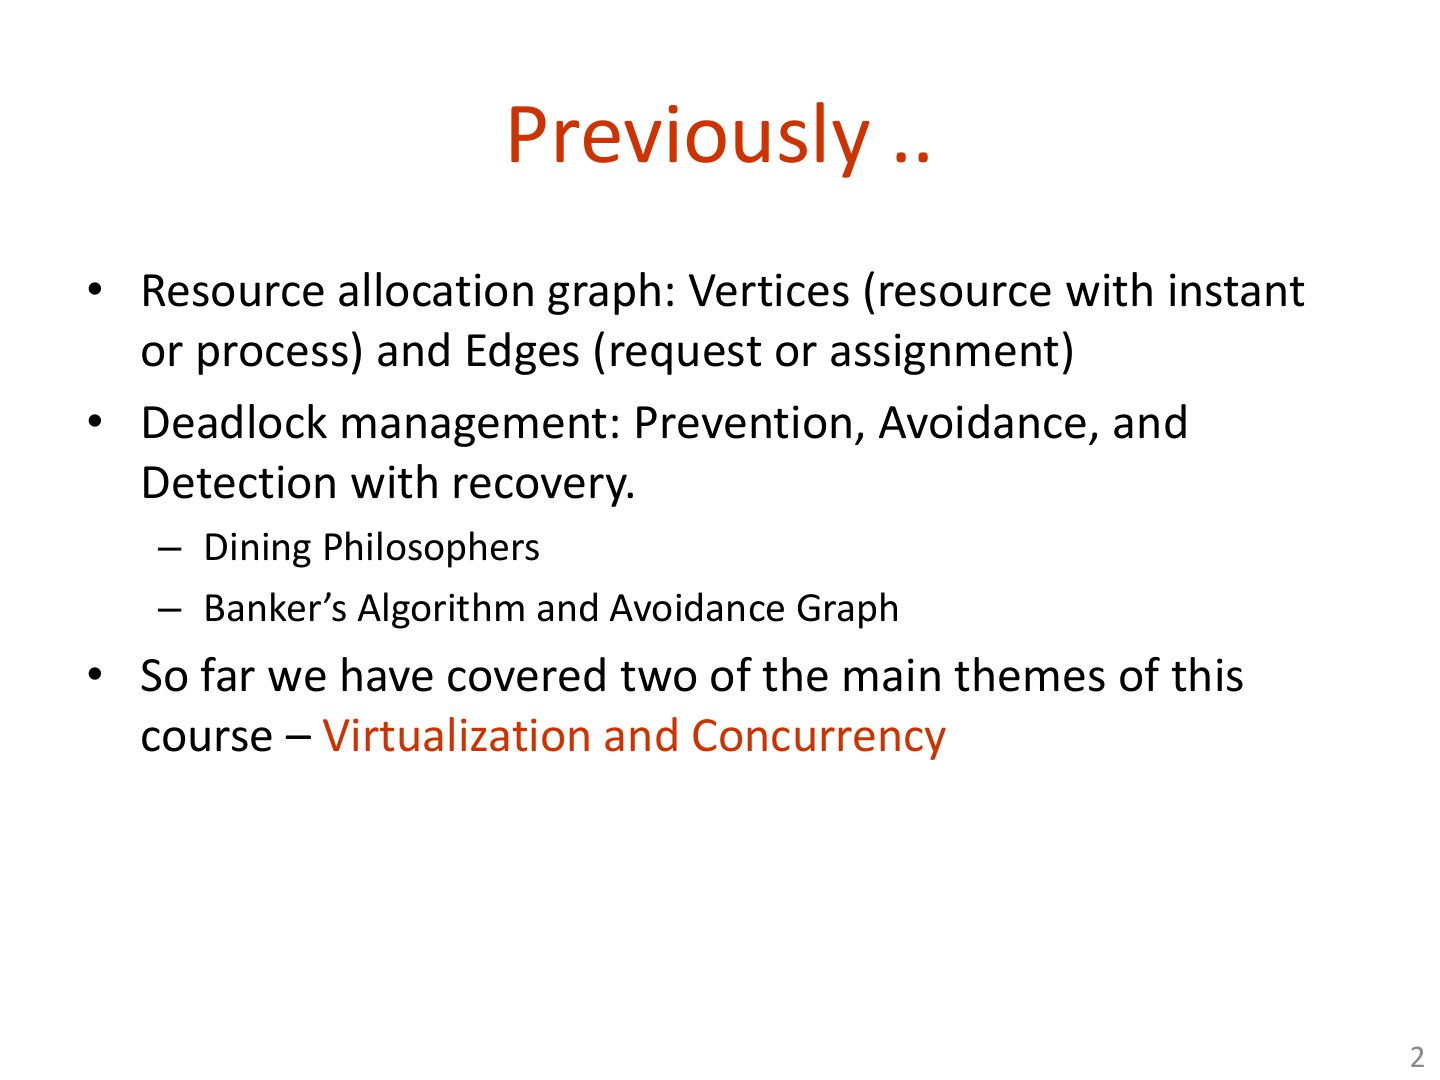 Previously ..
• Resource allocation graph: Vertices (resource with instant
or process) and Edges (request or assignment)
• Deadlock management: Prevention, Avoidance, and
Detection with recovery.
– Dining Philosophers
– Banker’s Algorithm and Avoidance Graph
• So far we have covered two of the main themes of this
course – Virtualization and Concurrency
2